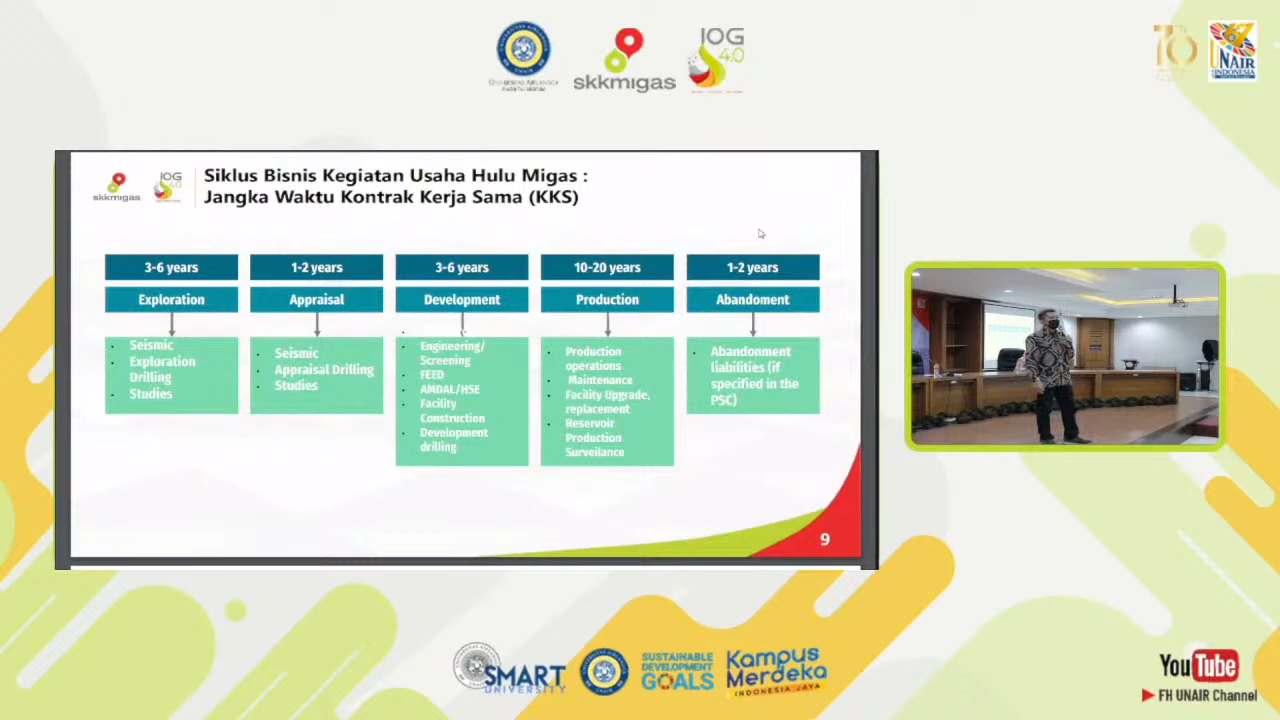 skkmigas
IOG
4.0
70
UNAIR
INDONESIA
skkmigas
IOG
4.0
Siklus Bisnis Kegiatan Usaha Hulu Migas :
Jangka Waktu Kontrak Kerja Sama (KKS)
3-6 years
1-2 years
3-6 years
10-20 years
1-2 years
Exploration
Appraisal
Development
Production
Abandoment
• Seismic
• Exploration
Drilling
• Studies
• Seismic
• Appraisal Drilling
• Studies
• Engineering/
Screening
• FEED
• AMDAL/HSE
• Facility
Construction
• Development
drilling
• Production
operations
• Maintenance
• Facility Upgrade,
replacement
• Reservoir
Production
Surveilance
• Abandonment
liabilities (if
specified in the
PSC)
9
SMART
UNIVERSITY
SUSTAINABLE
DEVELOPMENT
GOALS
Kampus
Merdeka
INDONESIA JAYA
YouTube
FH UNAIR Channel